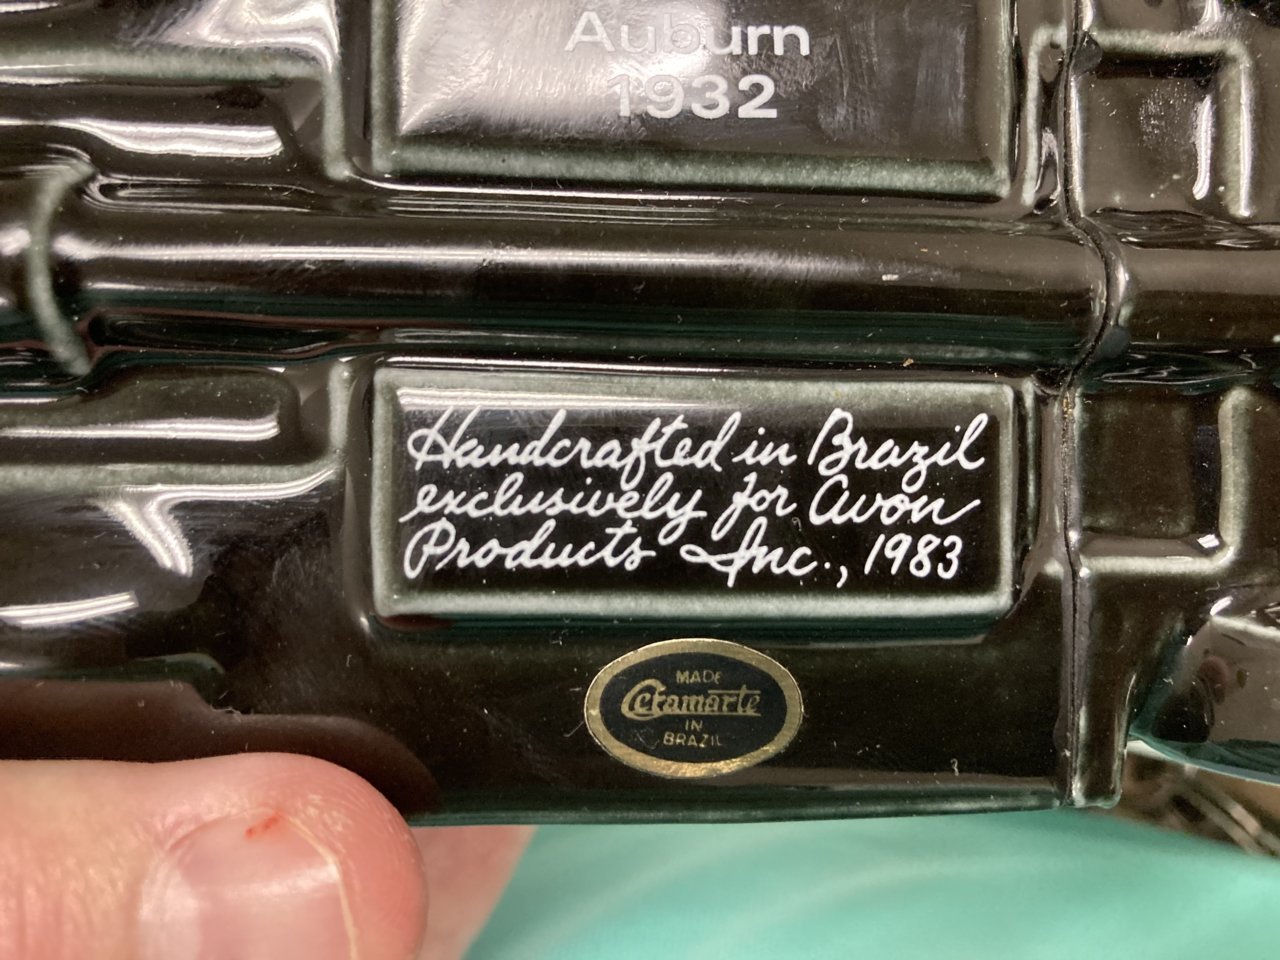 Auburn
1932
Handcrafted in Brazil
exclusively for Avon
Products Inc., 1983
MADE
Ceramarte
IN
BRAZIL